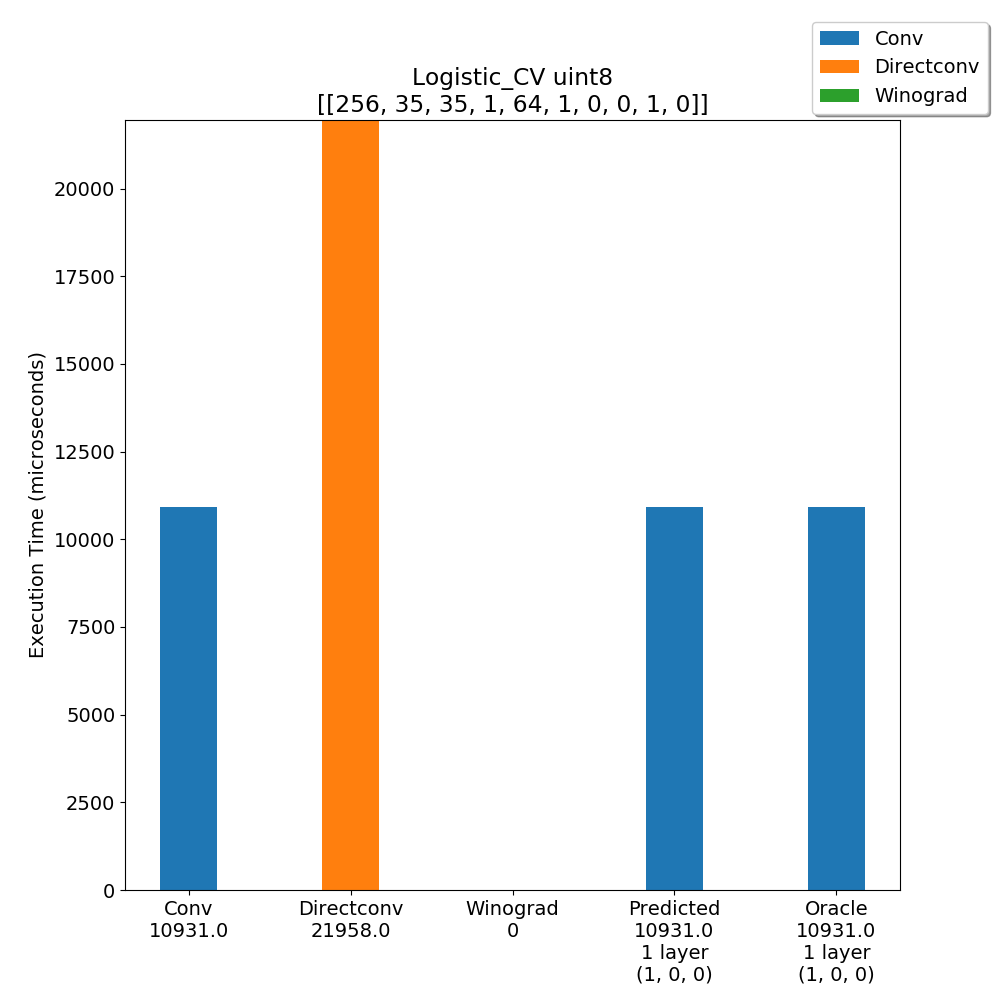 Conv
Directconv
Winograd
Logistic_CV uint8
[[256, 35, 35, 1, 64, 1, 0, 0, 1, 0]]
Execution Time (microseconds)
20000
17500
15000
12500
10000
7500
5000
2500
0
Conv
10931.0
Directconv
21958.0
Winograd
0
Predicted
10931.0
1 layer
(1, 0, 0)
Oracle
10931.0
1 layer
(1, 0, 0)